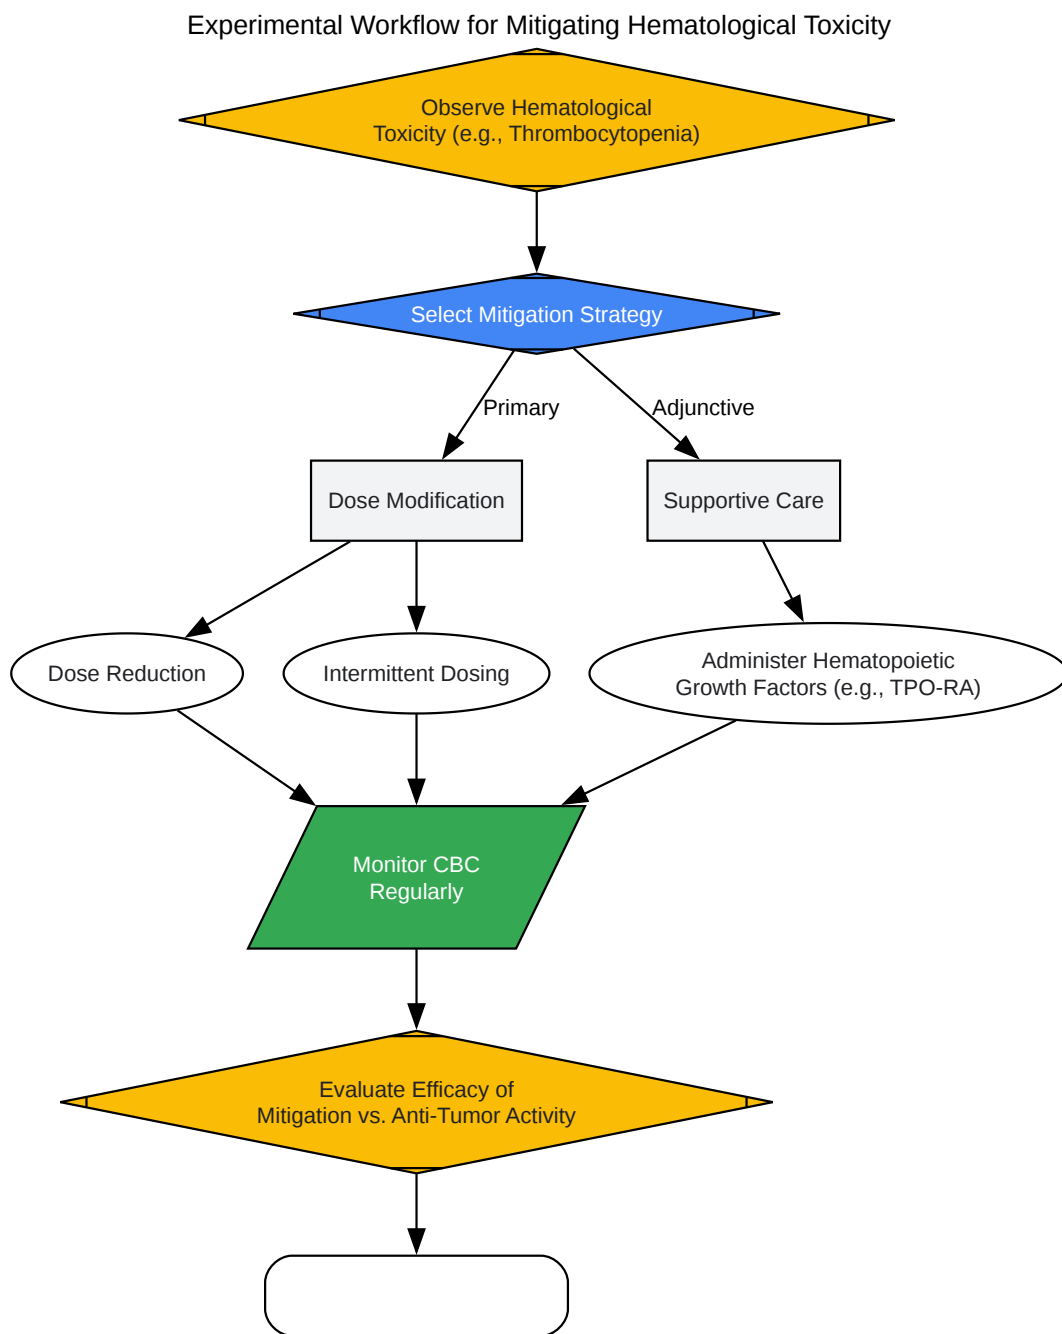 Experimental Workflow for Mitigating Hematological Toxicity
Observe Hematological
Toxicity (e.g., Thrombocytopenia)
Select Mitigation Strategy
Primary
Adjunctive
Dose Modification
Supportive Care
Dose Reduction
Intermittent Dosing
Administer Hematopoietic
Growth Factors (e.g., TPO-RA)
Monitor CBC
Regularly
Evaluate Efficacy of
Mitigation vs. Anti-Tumor Activity